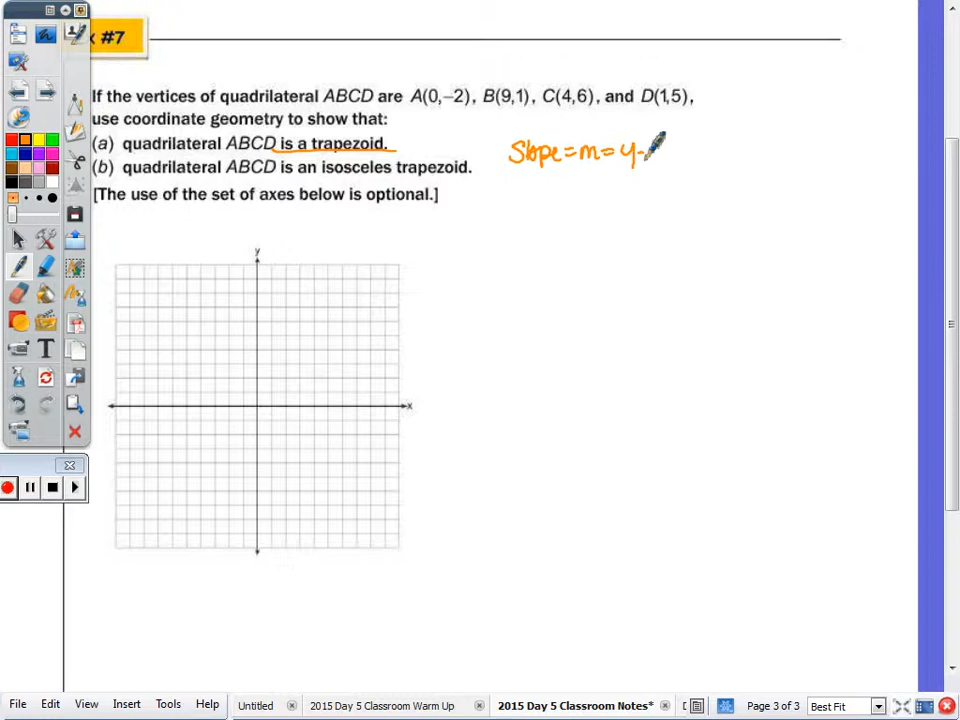 x #7
If the vertices of quadrilateral ABCD are A(0,−2), B(9,1), C(4,6), and D(1,5),
use coordinate geometry to show that:
(a) quadrilateral ABCD is a trapezoid.
Slope=m=y-
(b) quadrilateral ABCD is an isosceles trapezoid.
[The use of the set of axes below is optional.]
y
x
T
File Edit View Insert Tools Help Untitled 2015 Day 5 Classroom Warm Up 2015 Day 5 Classroom Notes* Page 3 of 3 Best Fit